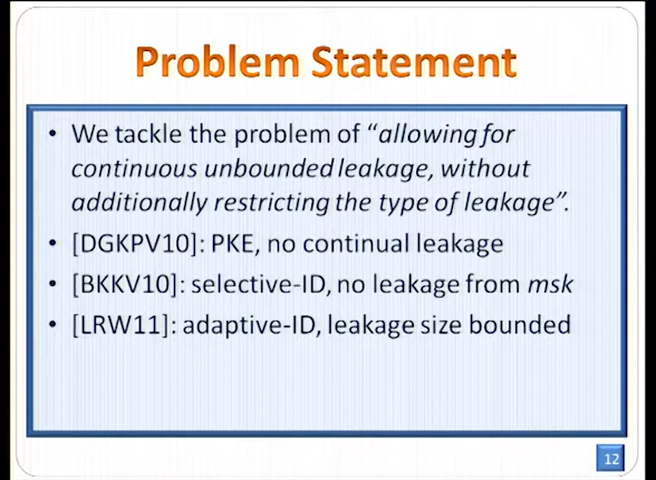 Problem Statement
• We tackle the problem of “allowing for
continuous unbounded leakage, without
additionally restricting the type of leakage”.
• [DGKPV10]: PKE, no continual leakage
• [BKKV10]: selective-ID, no leakage from msk
• [LRW11]: adaptive-ID, leakage size bounded
12